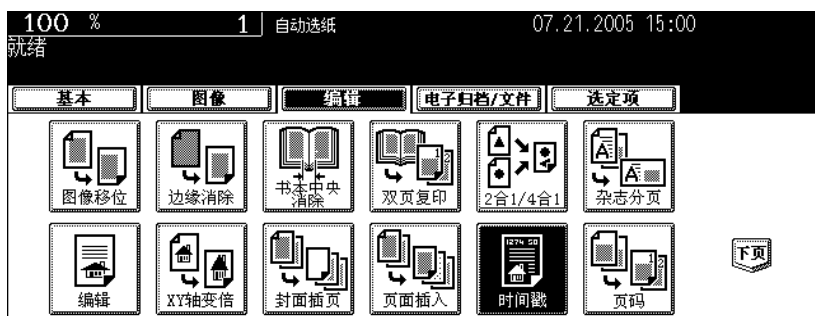 100 % 1 自动选纸 07.21.2005 15:00
就绪
基本 图像 编辑 电子归档/文件 选定项
图像移位 边缘消除 书本中央消除 双页复印 2合1/4合1 杂志分页
编辑 XY轴变倍 封面插页 页面插入 时间戳 页码 下页